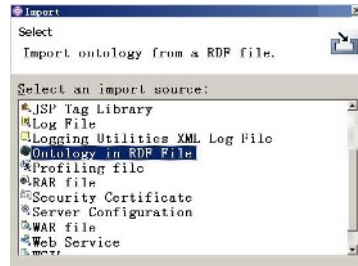 Import
Select
Import ontology from a RDF file.
Select an import source:
JSP Tag Library
Log File
Logging Utilities XML Log File
Ontology in RDF File
Profiling file
RAR file
Security Certificate
Server Configuration
WAR file
Web Service